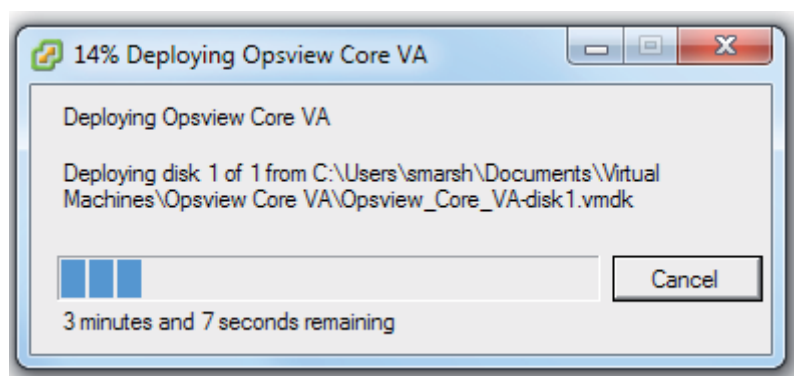 14% Deploying Opsview Core VA
Deploying Opsview Core VA
Deploying disk 1 of 1 from C:\Users\smarsh\Documents\Virtual
Machines\Opsview Core VA\Opsview_Core_VA-disk1.vmdk
Cancel
3 minutes and 7 seconds remaining